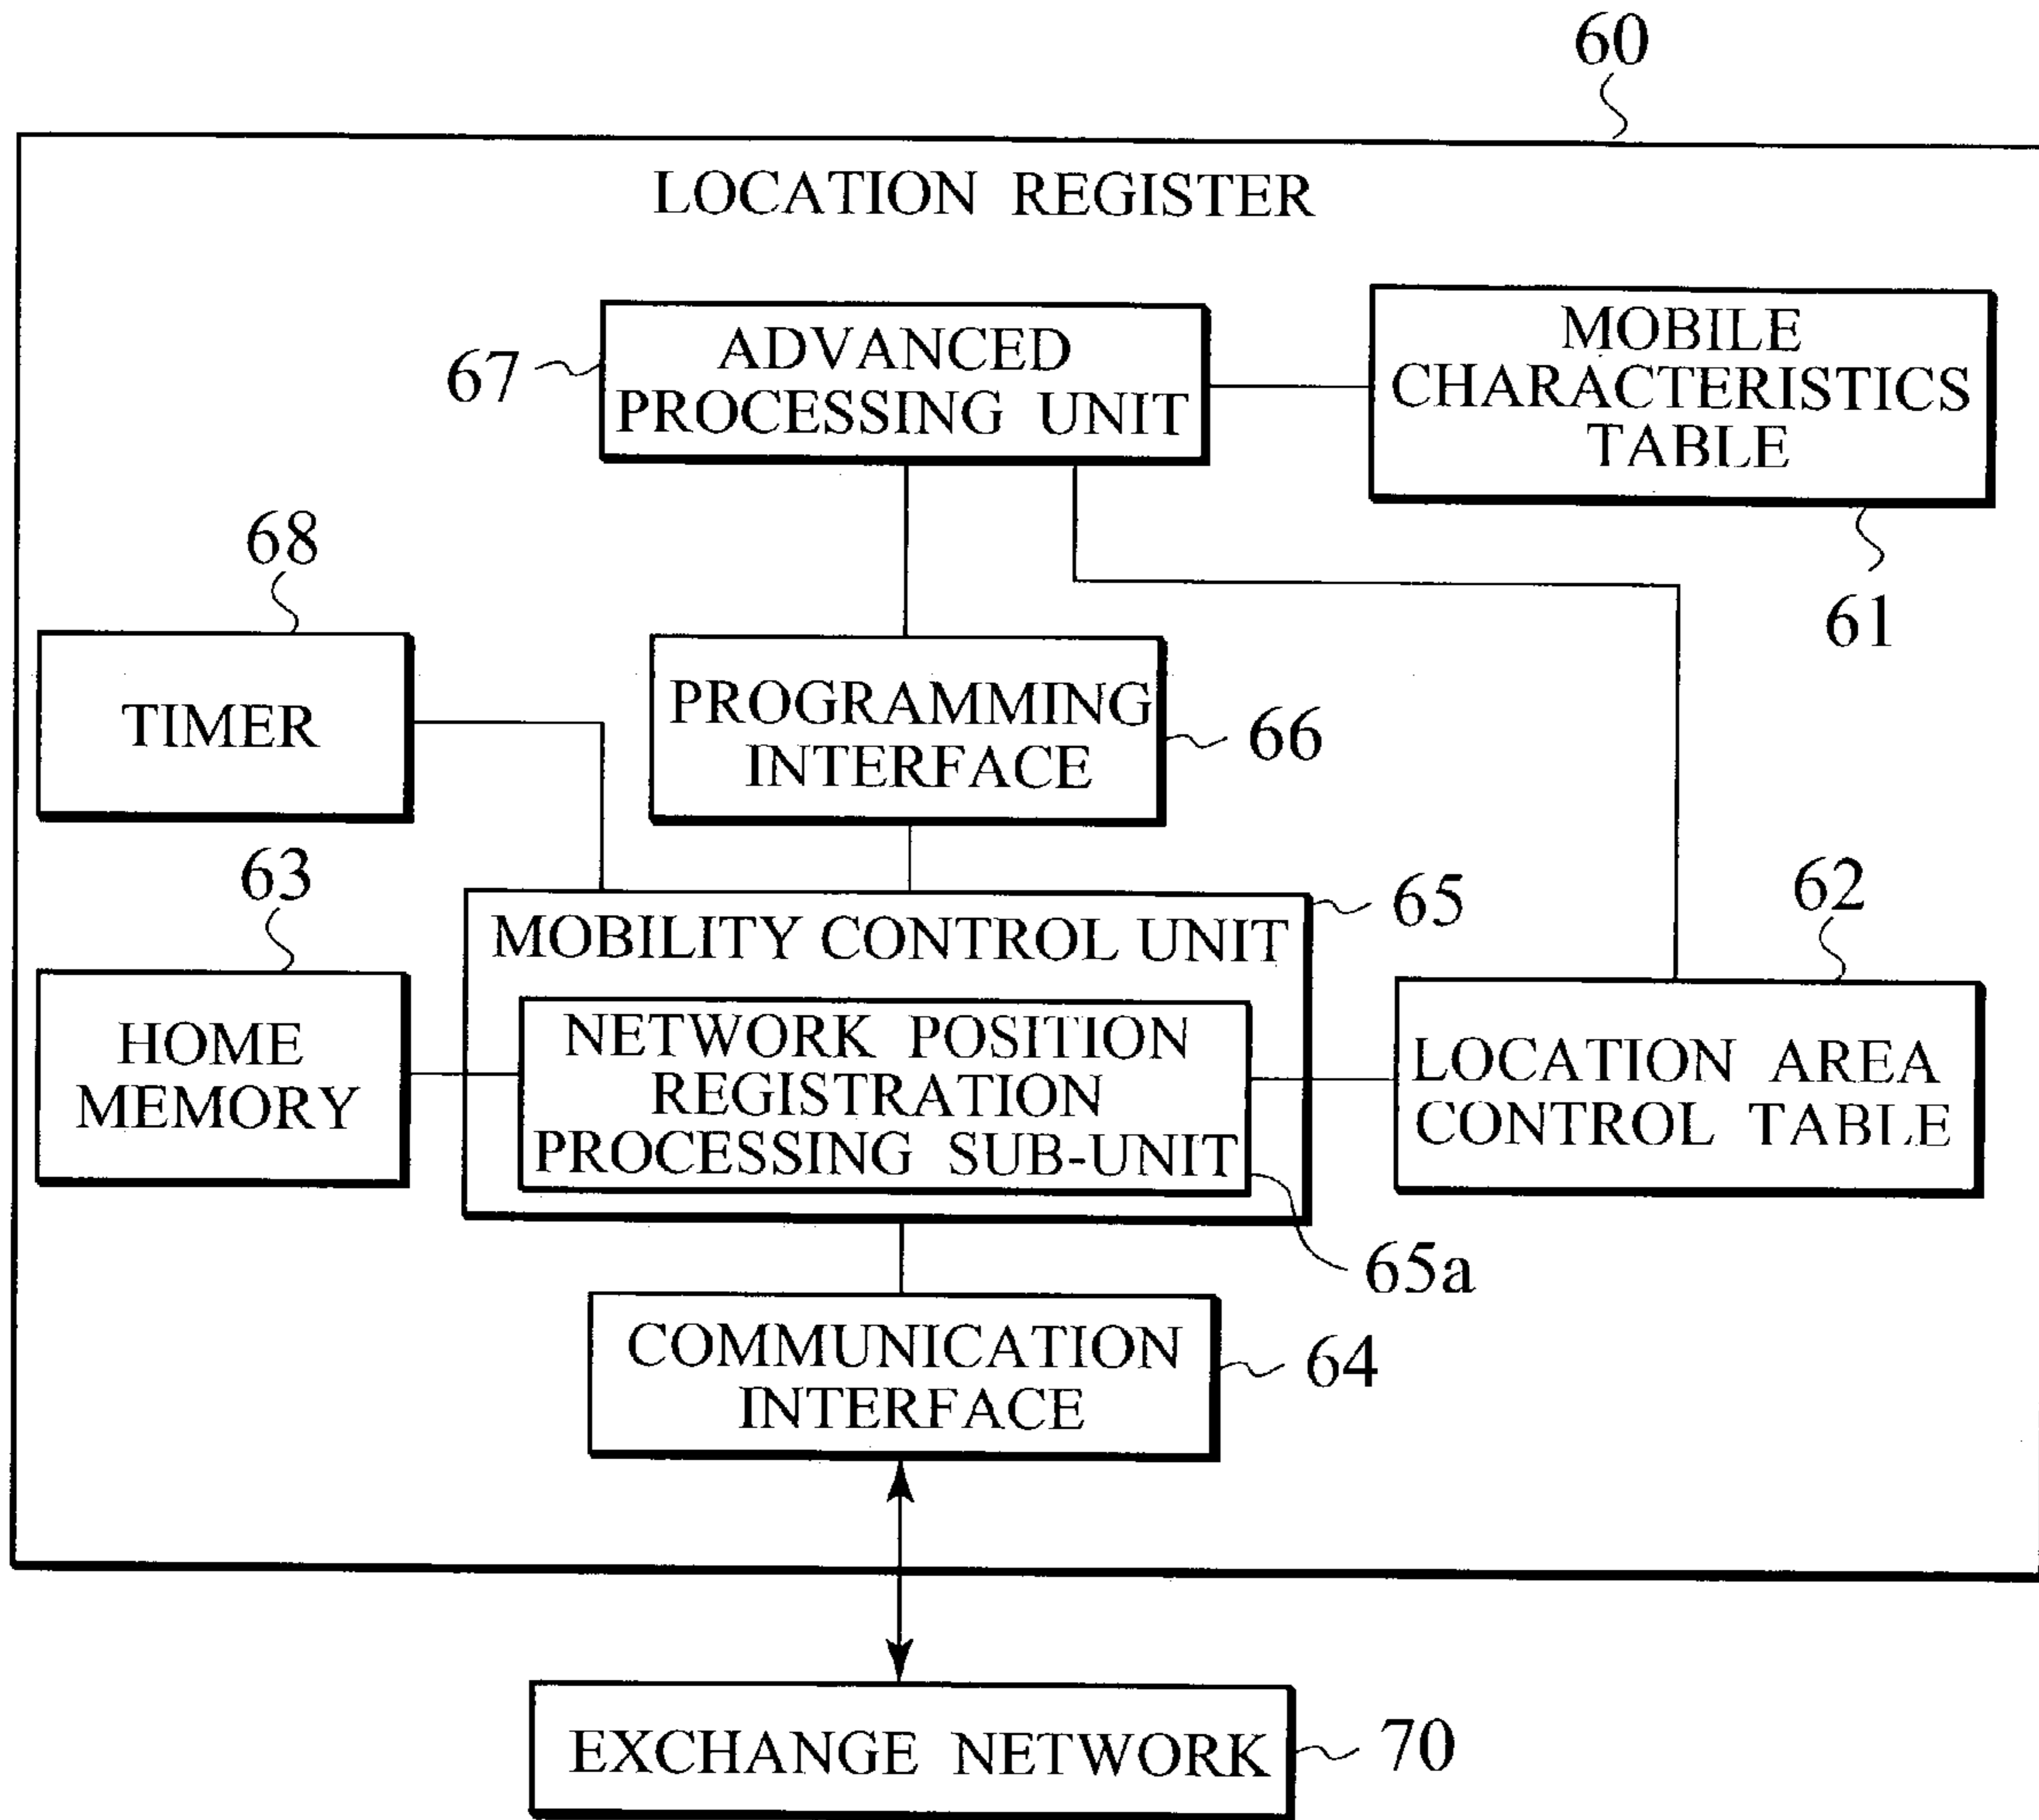 60
LOCATION REGISTER
67
ADVANCED
PROCESSING UNIT
MOBILE
CHARACTERISTICS
TABLE
61
68
TIMER
PROGRAMMING
INTERFACE
66
63
HOME
MEMORY
MOBILITY CONTROL UNIT
65
NETWORK POSITION
REGISTRATION
PROCESSING SUB-UNIT
65a
62
LOCATION AREA
CONTROL TABLE
COMMUNICATION
INTERFACE
64
EXCHANGE NETWORK
70